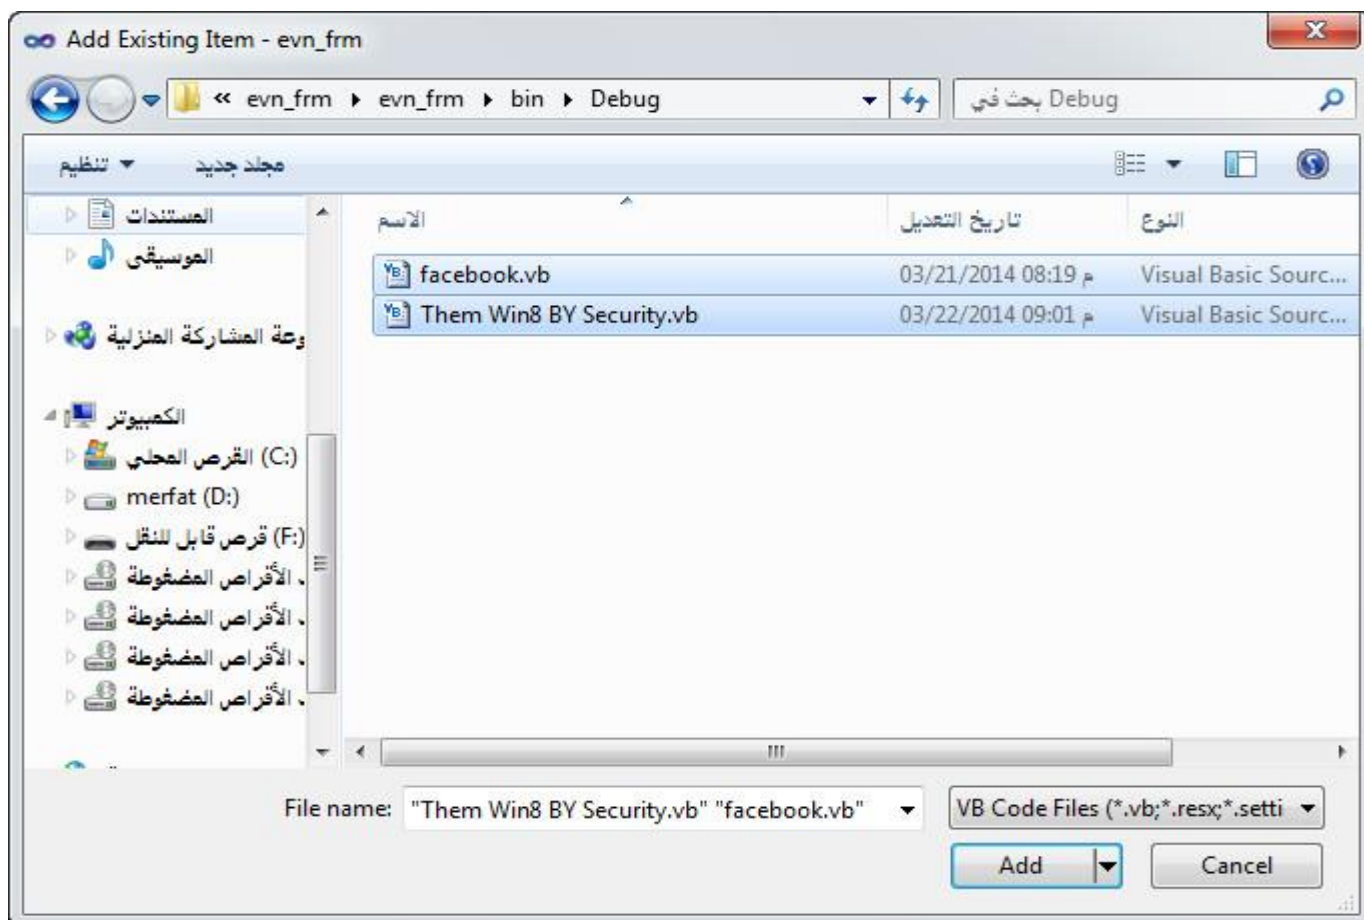 Add Existing Item - evn_frm
« evn_frm ▸ evn_frm ▸ bin ▸ Debug
بحث في Debug
تنظيم
مجلد جديد
المستندات
الموسيقى
وعة المشاركة المنزلية
الكمبيوتر
القرص المحلي (C:)
merfat (D:)
قرص قابل للنقل (F:)
الأقراص المضغوطة
الأقراص المضغوطة
الأقراص المضغوطة
الأقراص المضغوطة
الاسم تاريخ التعديل النوع
facebook.vb 03/21/2014 08:19 م Visual Basic Sourc...
Them Win8 BY Security.vb 03/22/2014 09:01 م Visual Basic Sourc...
File name: "Them Win8 BY Security.vb" "facebook.vb"
VB Code Files (*.vb;*.resx;*.setti
Add
Cancel